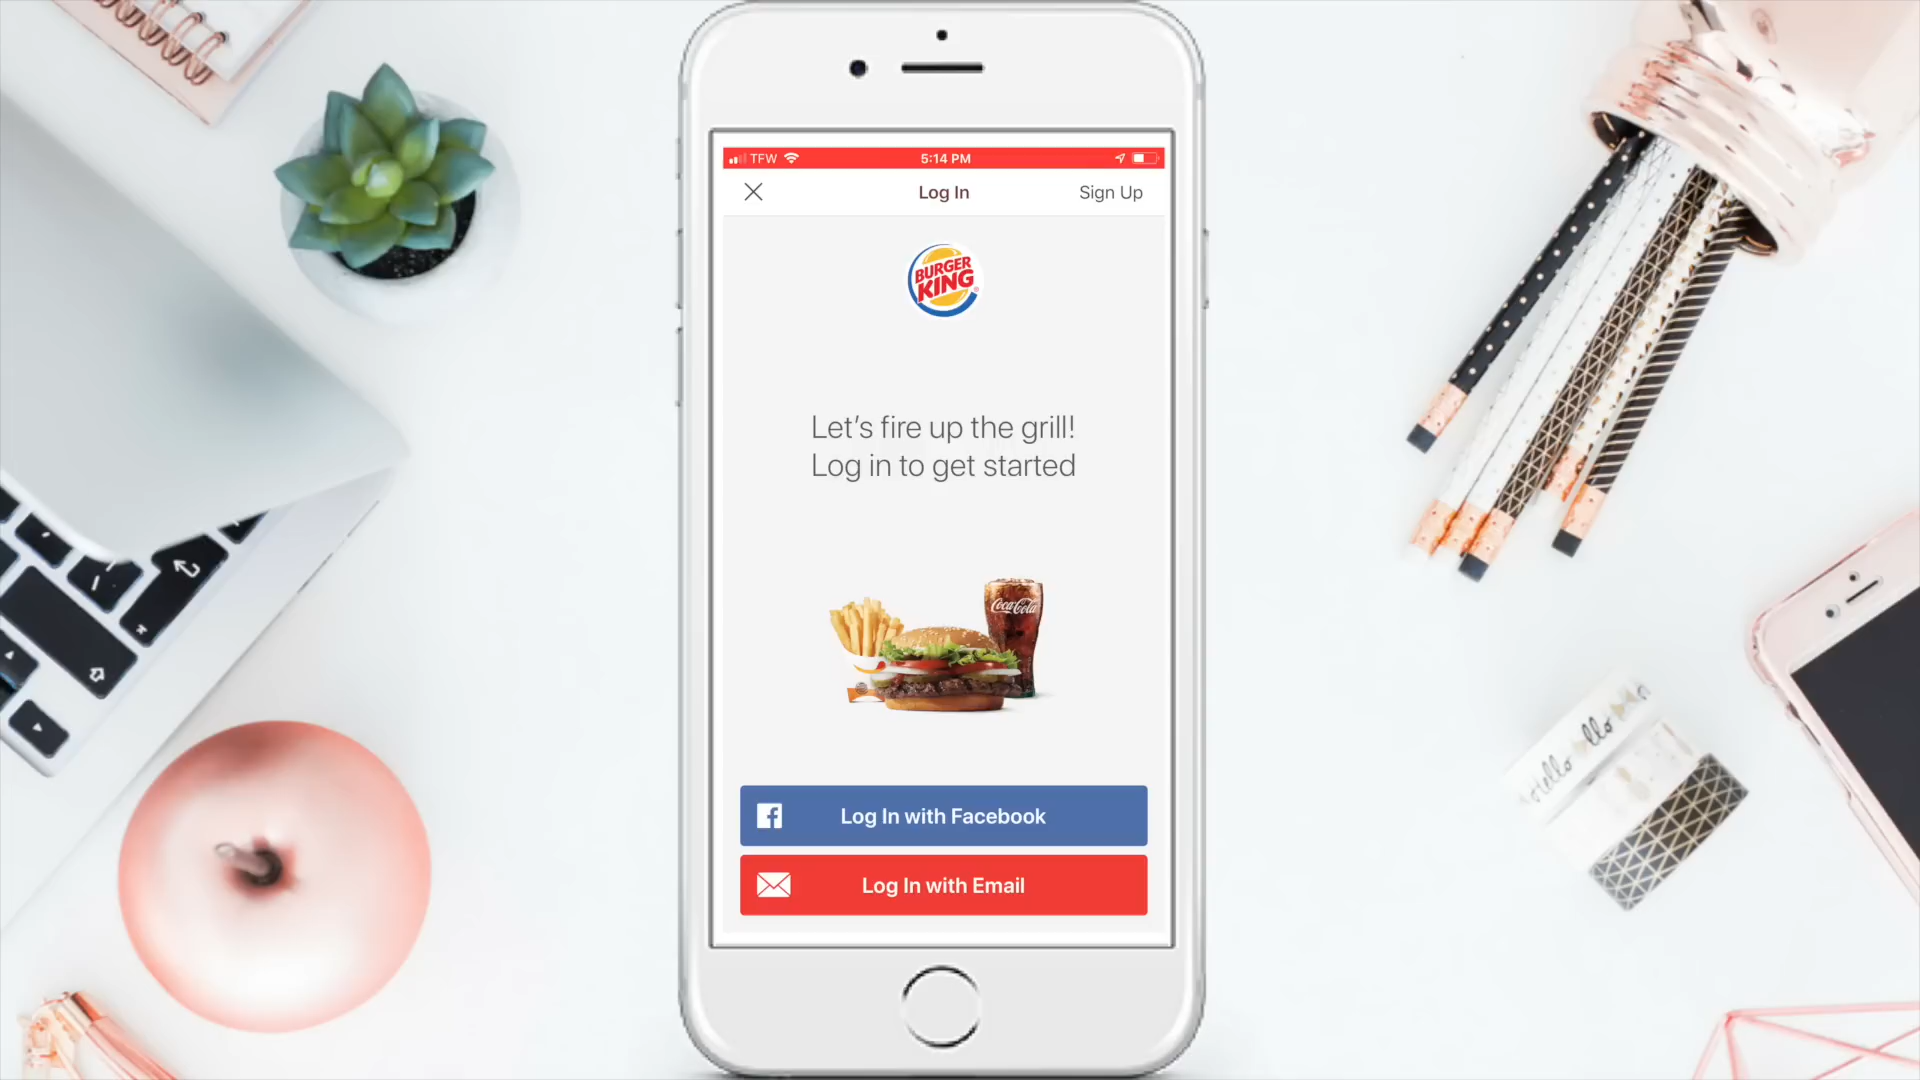 TFW
5:14 PM
Log In
Sign Up
BURGER
KING
Let's fire up the grill!
Log in to get started
Coca-Cola
Log In with Facebook
Log In with Email
Hello